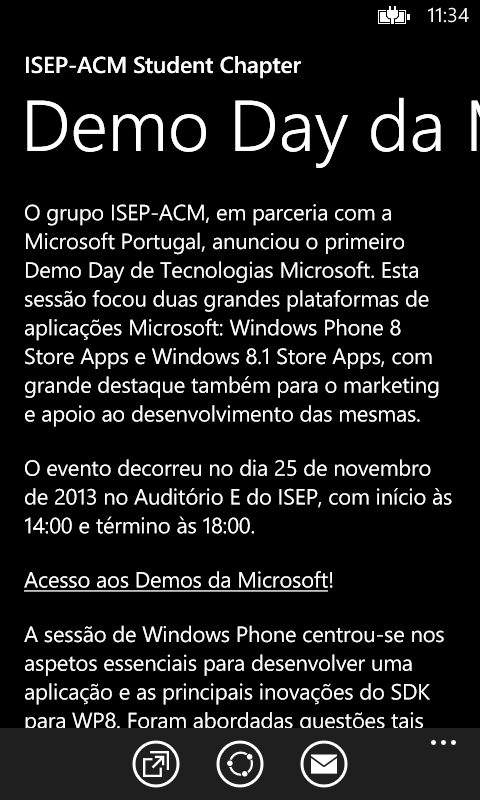 11:34
ISEP-ACM Student Chapter
Demo Day da
O grupo ISEP-ACM, em parceria com a
Microsoft Portugal, anunciou o primeiro
Demo Day de Tecnologias Microsoft. Esta
sessão focou duas grandes plataformas de
aplicações Microsoft: Windows Phone 8
Store Apps e Windows 8.1 Store Apps, com
grande destaque também para o marketing
e apoio ao desenvolvimento das mesmas.
O evento decorreu no dia 25 de novembro
de 2013 no Auditório E do ISEP, com início às
14:00 e término às 18:00.
Acesso aos Demos da Microsoft!
A sessão de Windows Phone centrou-se nos
aspetos essenciais para desenvolver uma
aplicação e as principais inovações do SDK
para WP8. Foram abordadas questões tais